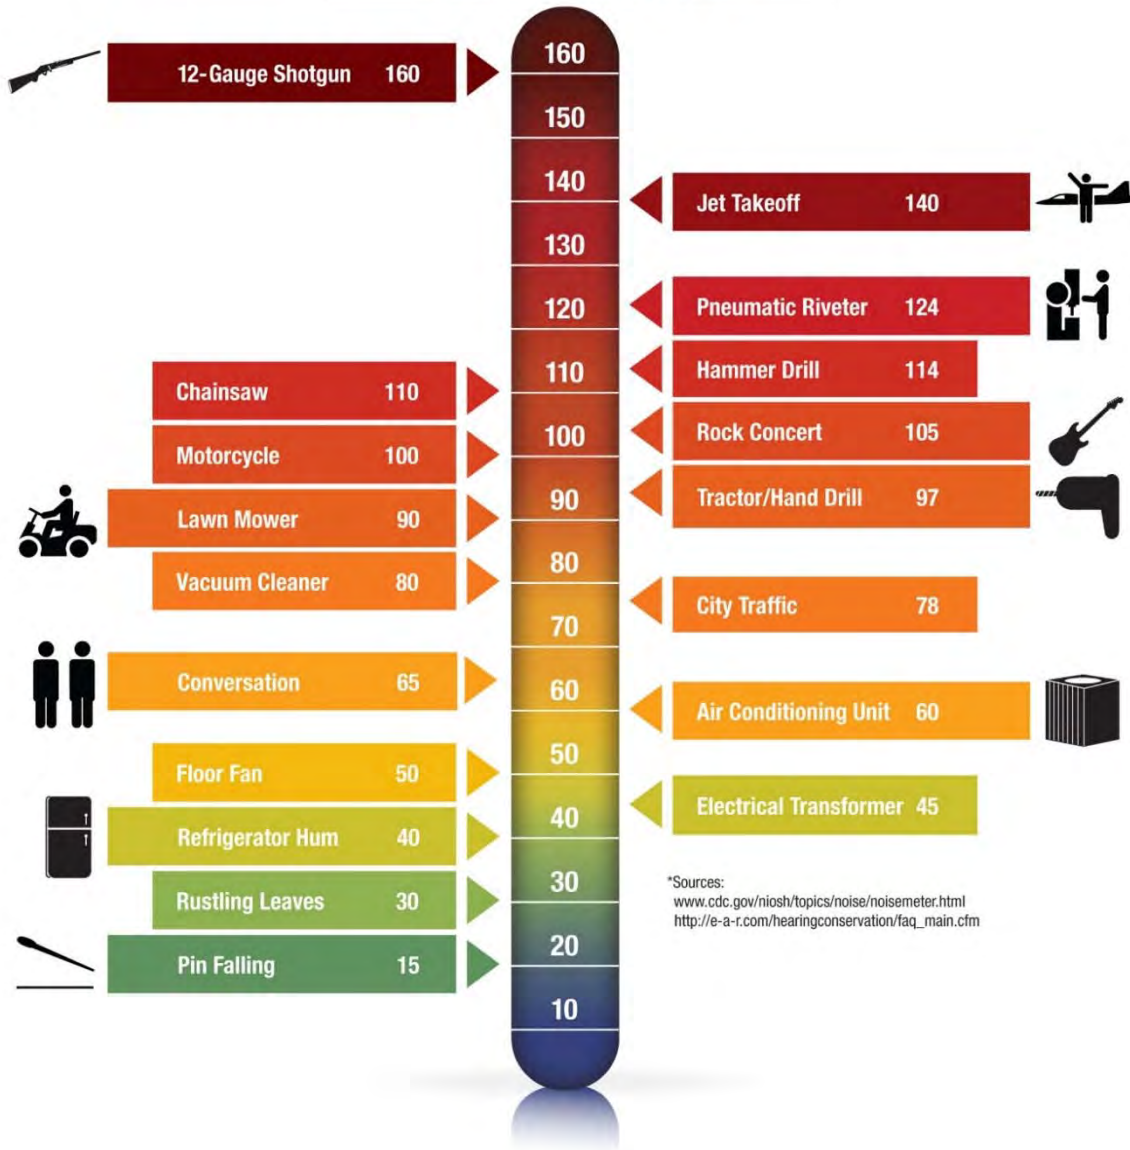 12-Gauge Shotgun 160
160
150
140
Jet Takeoff 140
130
120
Pneumatic Riveter 124
110
Hammer Drill 114
Chainsaw 110
100
Rock Concert 105
Motorcycle 100
90
Tractor/Hand Drill 97
Lawn Mower 90
80
Vacuum Cleaner 80
City Traffic 78
70
Conversation 65
60
Air Conditioning Unit 60
50
Floor Fan 50
40
Electrical Transformer 45
Refrigerator Hum 40
30
Rustling Leaves 30
20
Pin Falling 15
10
*Sources:
www.cdc.gov/niosh/topics/noise/noisemeter.html
http://e-a-r.com/hearingconservation/faq_main.cfm